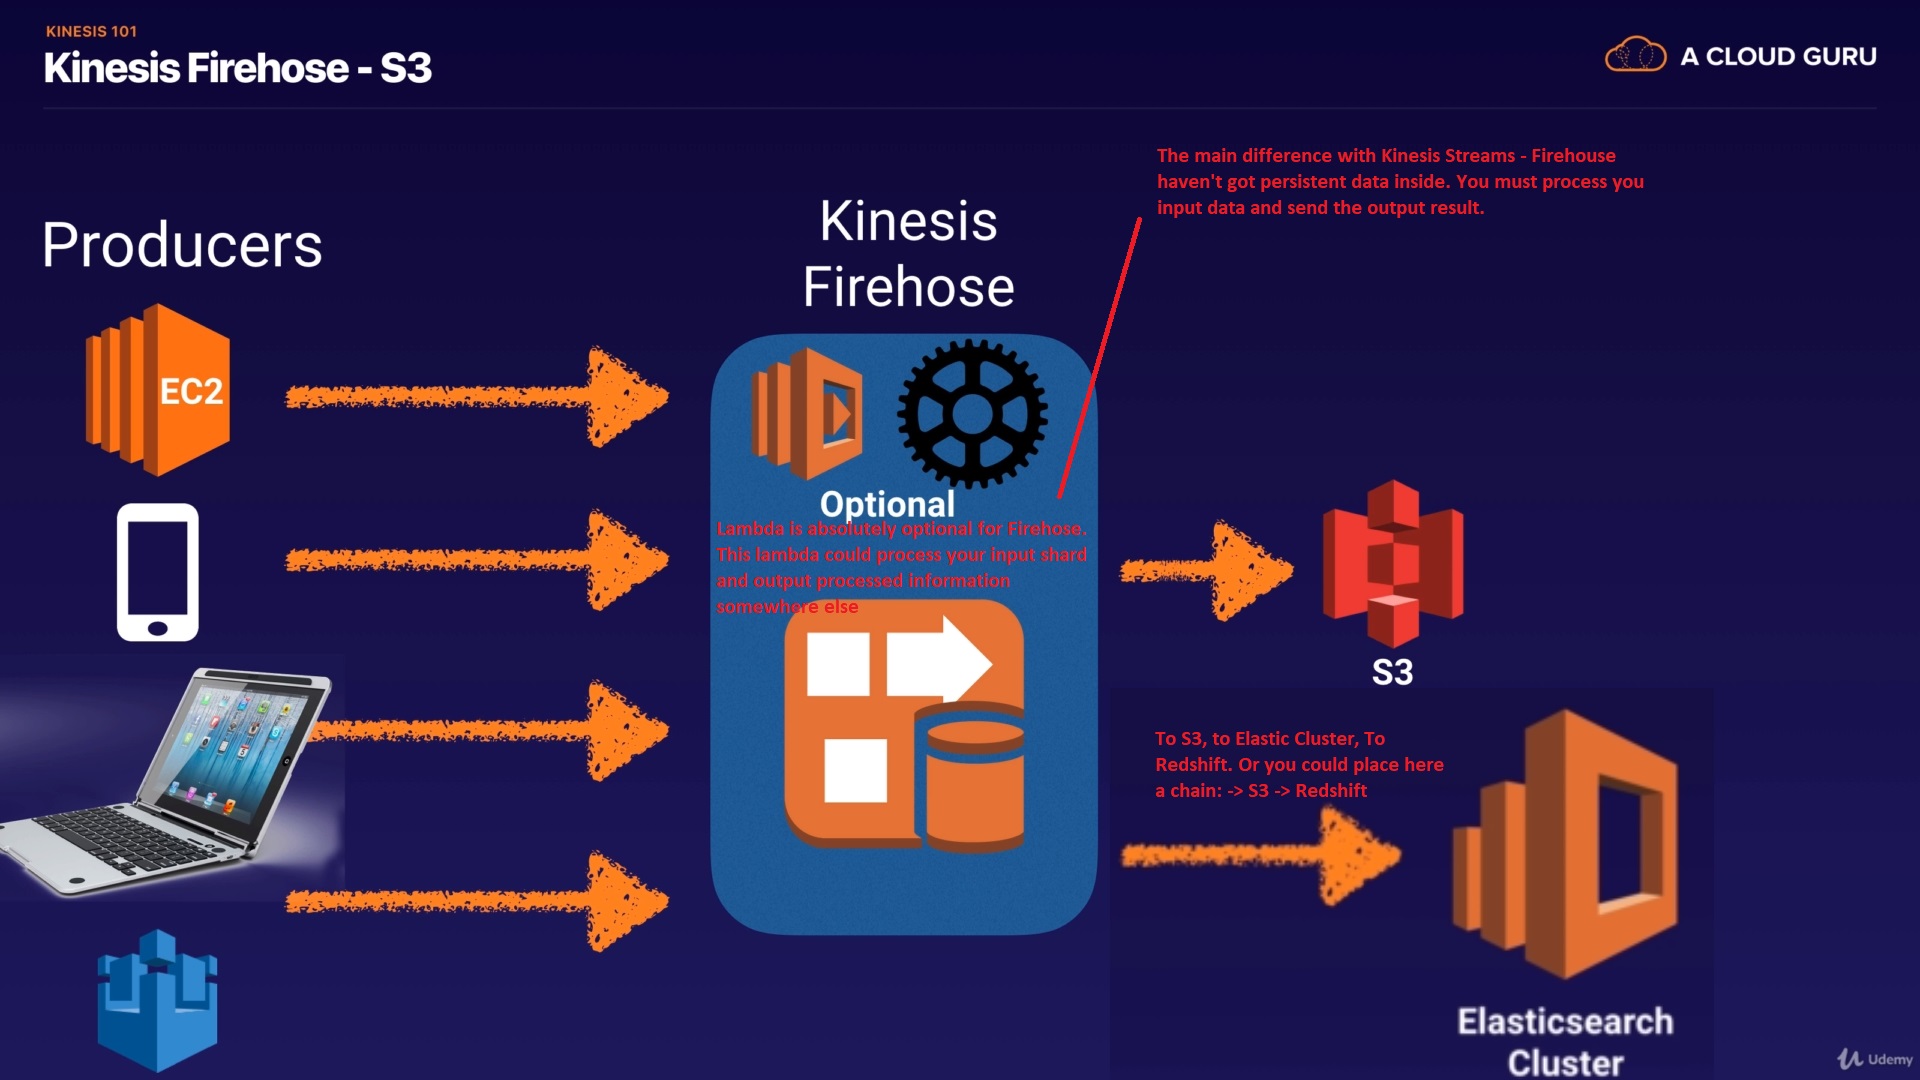 KINESIS 101
Kinesis Firehose - S3
A CLOUD GURU
The main difference with Kinesis Streams - Firehouse
haven't got persistent data inside. You must process you
input data and send the output result.
Producers
Kinesis
Firehose
EC2
Optional
Lambda is absolutely optional for Firehose.
This lambda could process your input shard
and output processed information
somewhere else
S3
To S3, to Elastic Cluster, To
Redshift. Or you could place here
a chain: -> S3 -> Redshift
Elasticsearch
Cluster
Udemy